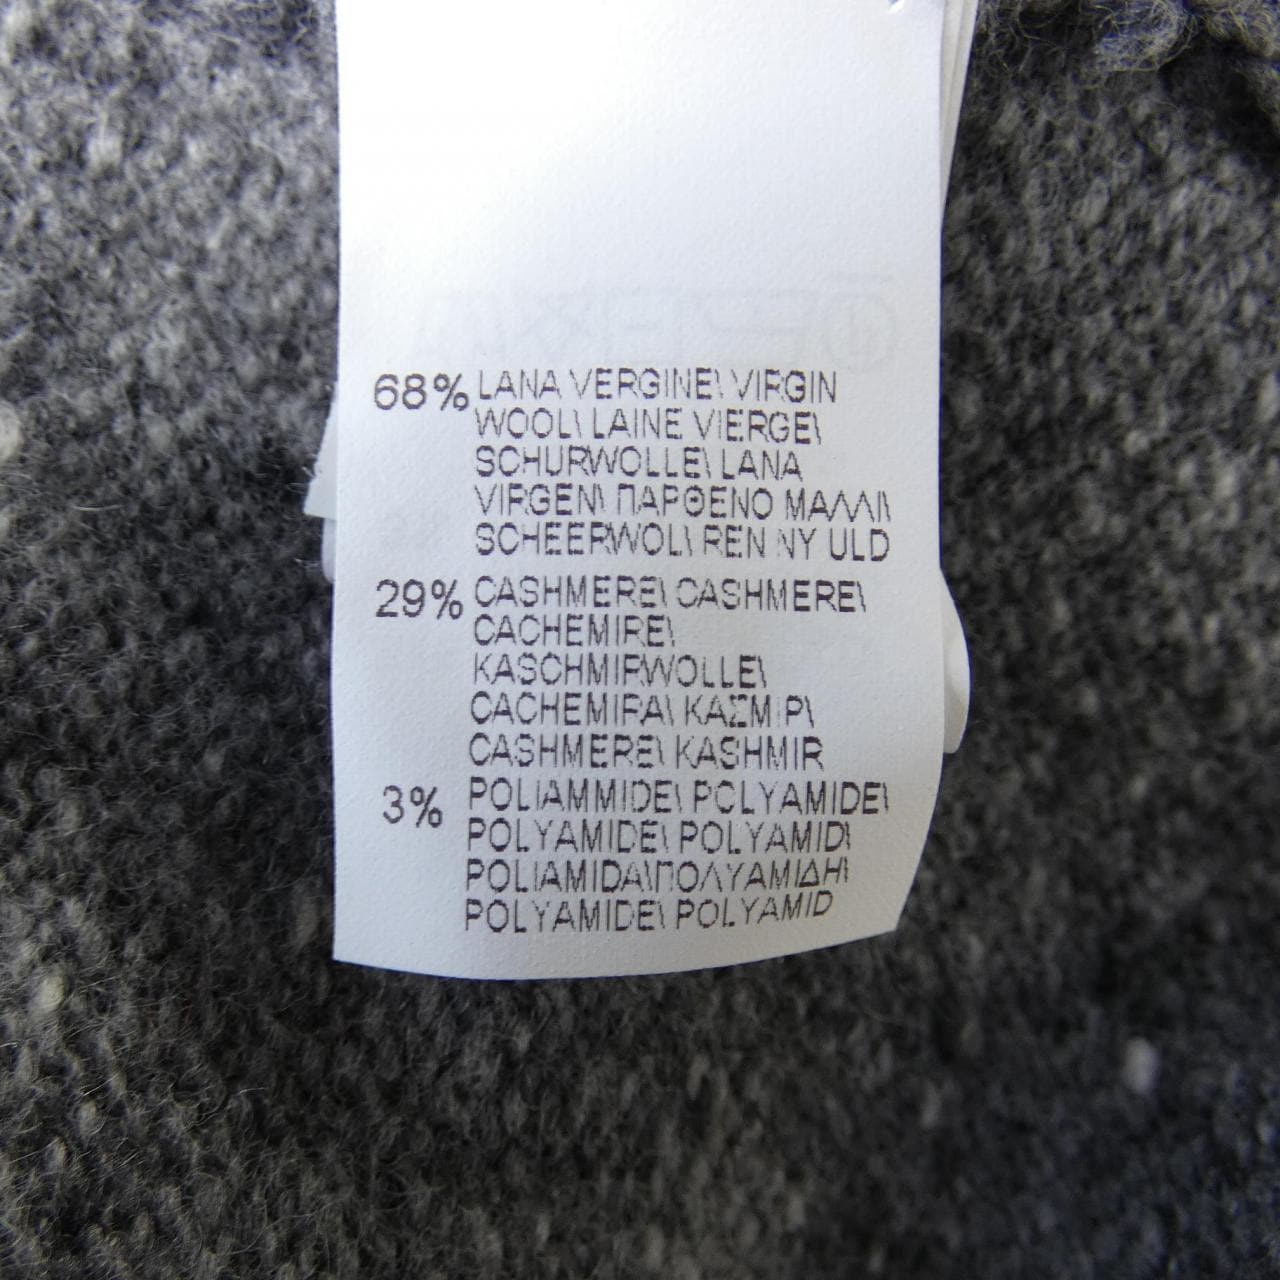 68% LANA VERGINE\ VIRGIN
WOOL\ LAINE VIERGE\
SCHURWOLLE\ LANA
VIRGEN\ ΠΑΡΘΕΝΟ ΜΑΛΛΙ\
SCHEERWOL\ REN NY ULD
29% CASHMERE\ CASHMERE\
CACHEMIRE\
KASCHMIRWOLLE\
CACHEMIRA\ ΚΑΣΜΙΡ\
CASHMERE\ KASHMIR
3% POLIAMMIDE\ POLYAMIDE\
POLYAMIDE\ POLYAMID\
POLIAMIDA\ΠΟΛΥΑΜΙΔΗ\
POLYAMIDE\ POLYAMID